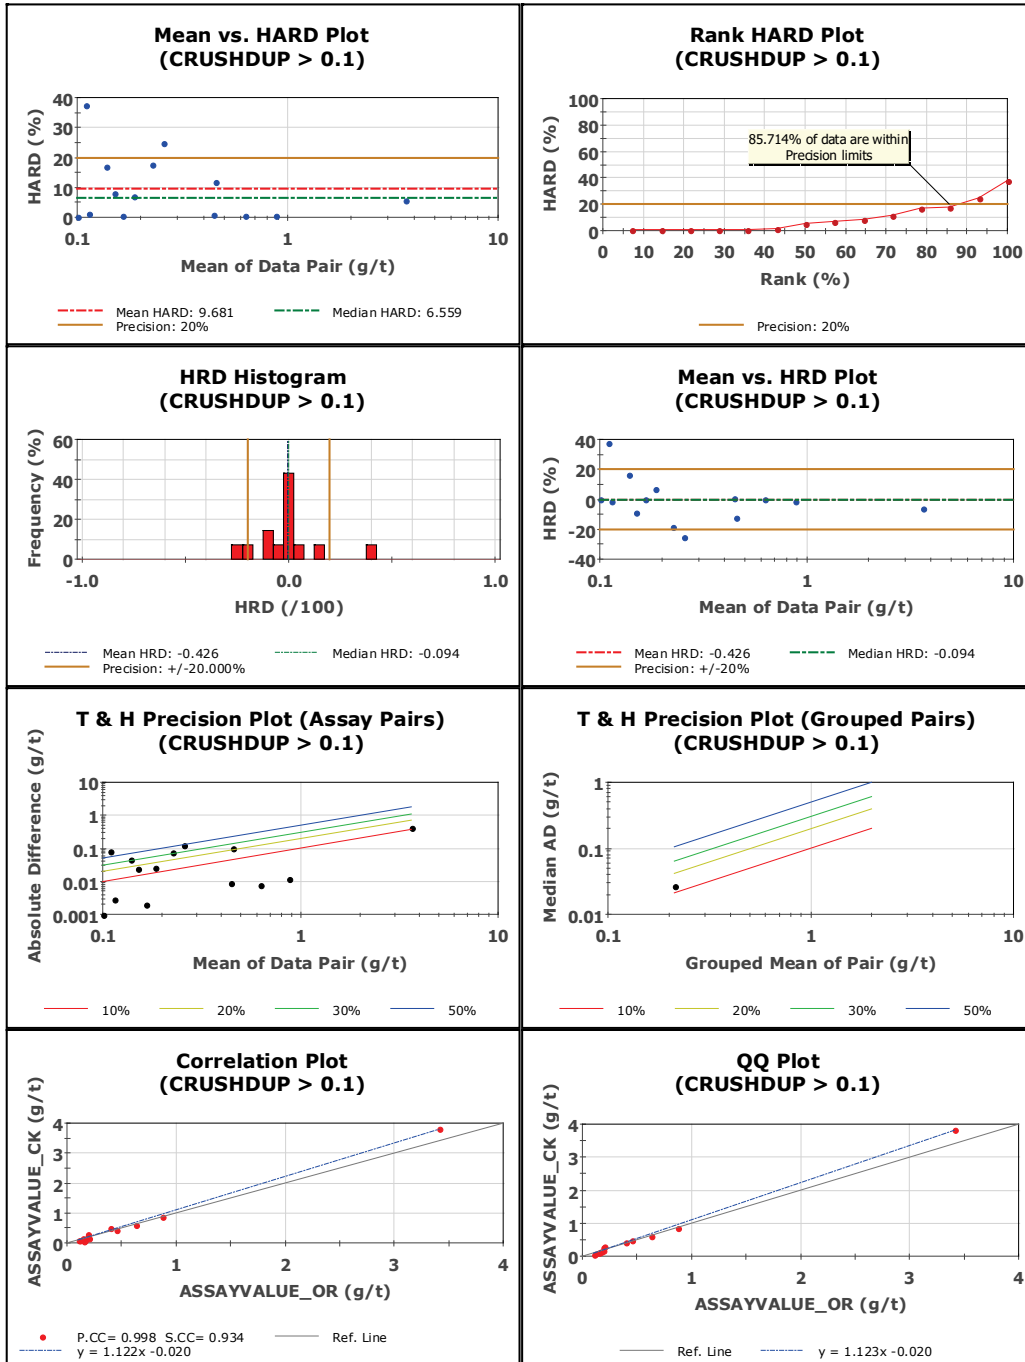 Mean vs. HARD Plot
(CRUSHDUP > 0.1)
HARD (%)
40
30
20
10
0
0.1 1 10
Mean of Data Pair (g/t)
Mean HARD: 9.681 Median HARD: 6.559
Precision: 20%
Rank HARD Plot
(CRUSHDUP > 0.1)
HARD (%)
100
80
60
40
20
0
85.714% of data are within
Precision limits
0 10 20 30 40 50 60 70 80 90 100
Rank (%)
Precision: 20%
HRD Histogram
(CRUSHDUP > 0.1)
Frequency (%)
60
40
20
0
-1.0 0.0 1.0
HRD (/100)
Mean HRD: -0.426 Median HRD: -0.094
Precision: +/-20.000%
Mean vs. HRD Plot
(CRUSHDUP > 0.1)
HRD (%)
40
20
0
-20
-40
0.1 1 10
Mean of Data Pair (g/t)
Mean HRD: -0.426 Median HRD: -0.094
Precision: +/-20%
T & H Precision Plot (Assay Pairs)
(CRUSHDUP > 0.1)
Absolute Difference (g/t)
10
1
0.1
0.01
0.001
0.1 1 10
Mean of Data Pair (g/t)
10% 20% 30% 50%
T & H Precision Plot (Grouped Pairs)
(CRUSHDUP > 0.1)
Median AD (g/t)
1
0.1
0.01
0.1 1 10
Grouped Mean of Pair (g/t)
10% 20% 30% 50%
Correlation Plot
(CRUSHDUP > 0.1)
ASSAYVALUE_CK (g/t)
4
3
2
1
0
0 1 2 3 4
ASSAYVALUE_OR (g/t)
P.CC= 0.998 S.CC= 0.934 Ref. Line
y = 1.122x -0.020
QQ Plot
(CRUSHDUP > 0.1)
ASSAYVALUE_CK (g/t)
4
3
2
1
0
0 1 2 3 4
ASSAYVALUE_OR (g/t)
Ref. Line y = 1.123x -0.020